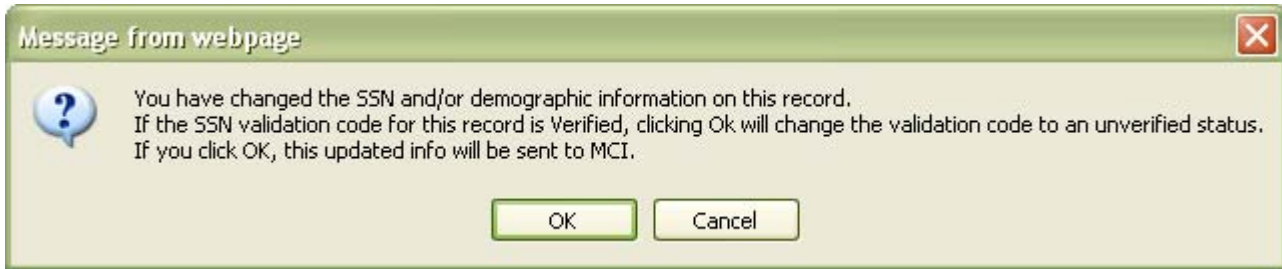 Message from webpage
You have changed the SSN and/or demographic information on this record.
If the SSN validation code for this record is Verified, clicking Ok will change the validation code to an unverified status.
If you click OK, this updated info will be sent to MCI.
OK Cancel